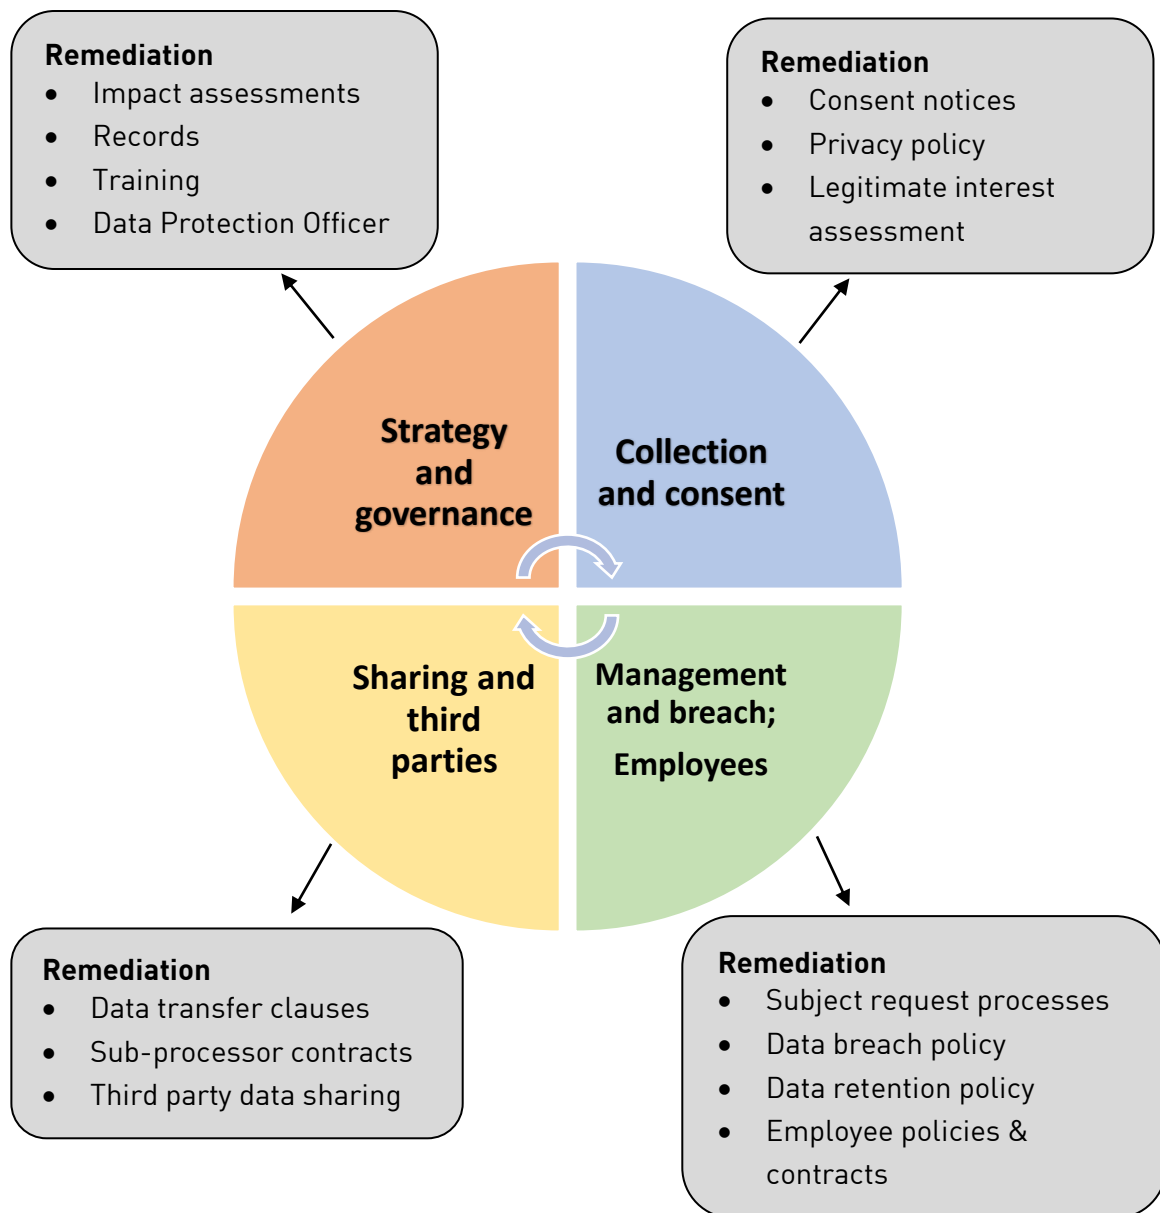 Remediation
• Impact assessments
• Records
• Training
• Data Protection Officer
Remediation
• Consent notices
• Privacy policy
• Legitimate interest
assessment
Strategy
and
governance
Collection
and consent
Sharing and
third
parties
Management
and breach;
Employees
Remediation
• Data transfer clauses
• Sub-processor contracts
• Third party data sharing
Remediation
• Subject request processes
• Data breach policy
• Data retention policy
• Employee policies &
contracts